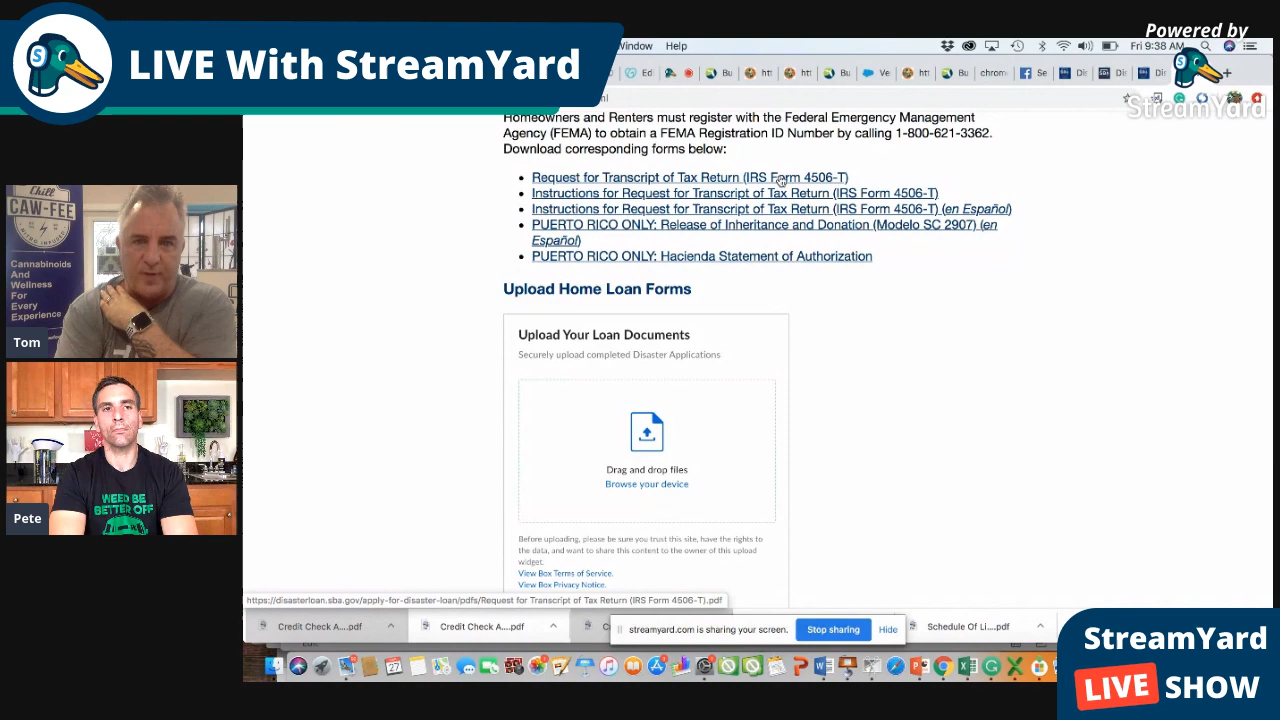 LIVE With StreamYard
Powered by
StreamYard
Window Help
Fri 9:38 AM
Homeowners and Renters must register with the Federal Emergency Management
Agency (FEMA) to obtain a FEMA Registration ID Number by calling 1-800-621-3362.
Download corresponding forms below:
Request for Transcript of Tax Return (IRS Form 4506-T)
Instructions for Request for Transcript of Tax Return (IRS Form 4506-T)
Instructions for Request for Transcript of Tax Return (IRS Form 4506-T) (en Español)
PUERTO RICO ONLY: Release of Inheritance and Donation (Modelo SC 2907) (en
Español)
PUERTO RICO ONLY: Hacienda Statement of Authorization
Upload Home Loan Forms
Upload Your Loan Documents
Securely upload completed Disaster Applications
Drag and drop files
Browse your device
Before uploading, please be sure you trust this site, have the rights to
the data, and want to share this content to the owner of this upload
widget.
View Box Terms of Service.
View Box Privacy Notice.
https://disasterloan.sba.gov/apply-for-disaster-loan/pdfs/Request for Transcript of Tax Return (IRS Form 4506-T).pdf
Credit Check A....pdf
Credit Check A....pdf
streamyard.com is sharing your screen.
Stop sharing
Hide
Schedule Of Li....pdf
CAW-FEE
Cannabinoids
And
Wellness
For
Every
Experience
Tom
WEED BE
BETTER OFF
Pete
StreamYard
LIVE SHOW